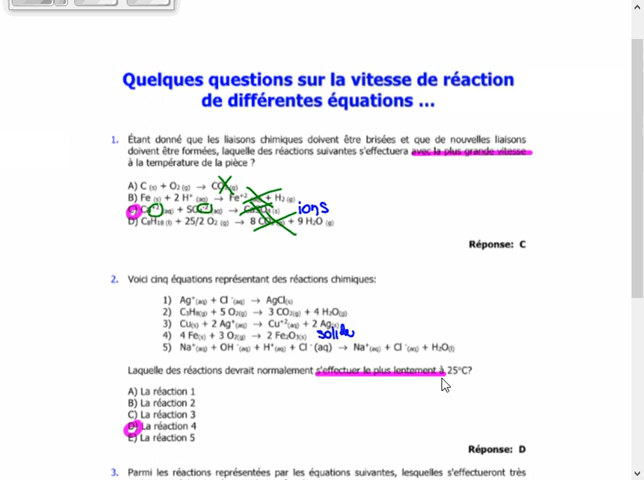 Quelques questions sur la vitesse de réaction
de différentes équations ...
1. Étant donné que les liaisons chimiques doivent être brisées et que de nouvelles liaisons
doivent être formées, laquelle des réactions suivantes s'effectuera avec la plus grande vitesse
à la température de la pièce ?
A) C (s) + O₂ (g) → CO₂ (g)
B) Fe (s) + 2 H⁺ (aq) → Fe⁺² (aq) + H₂ (g)
C) Ca⁺² (aq) + SO₄⁻² (aq) → CaSO₄ (s) ions
D) C₈H₁₈ (l) + 25/2 O₂ (g) → 8 CO₂ (g) + 9 H₂O (g)
Réponse: C
2. Voici cinq équations représentant des réactions chimiques:
1) Ag⁺(aq) + Cl⁻(aq) → AgCl(s)
2) C₃H₈(g) + 5 O₂(g) → 3 CO₂(g) + 4 H₂O(g)
3) Cu(s) + 2 Ag⁺(aq) → Cu⁺²(aq) + 2 Ag(s)
4) 4 Fe(s) + 3 O₂(g) → 2 Fe₂O₃(s) solide
5) Na⁺(aq) + OH⁻(aq) + H⁺(aq) + Cl⁻(aq) → Na⁺(aq) + Cl⁻(aq) + H₂O(l)
Laquelle des réactions devrait normalement s'effectuer le plus lentement à 25°C?
A) La réaction 1
B) La réaction 2
C) La réaction 3
D) La réaction 4
E) La réaction 5
Réponse: D
3. Parmi les réactions représentées par les équations suivantes, lesquelles s'effectueront très